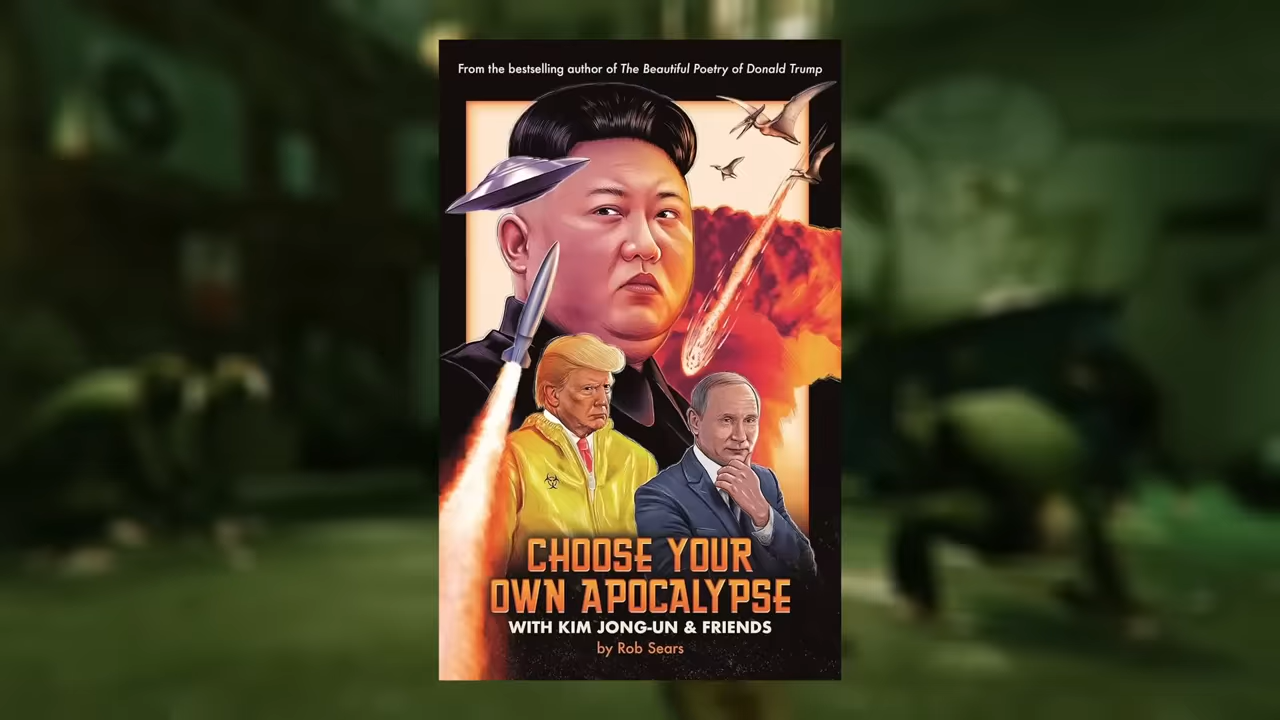 From the bestselling author of The Beautiful Poetry of Donald Trump
CHOOSE YOUR
OWN APOCALYPSE
WITH KIM JONG-UN & FRIENDS
by Rob Sears